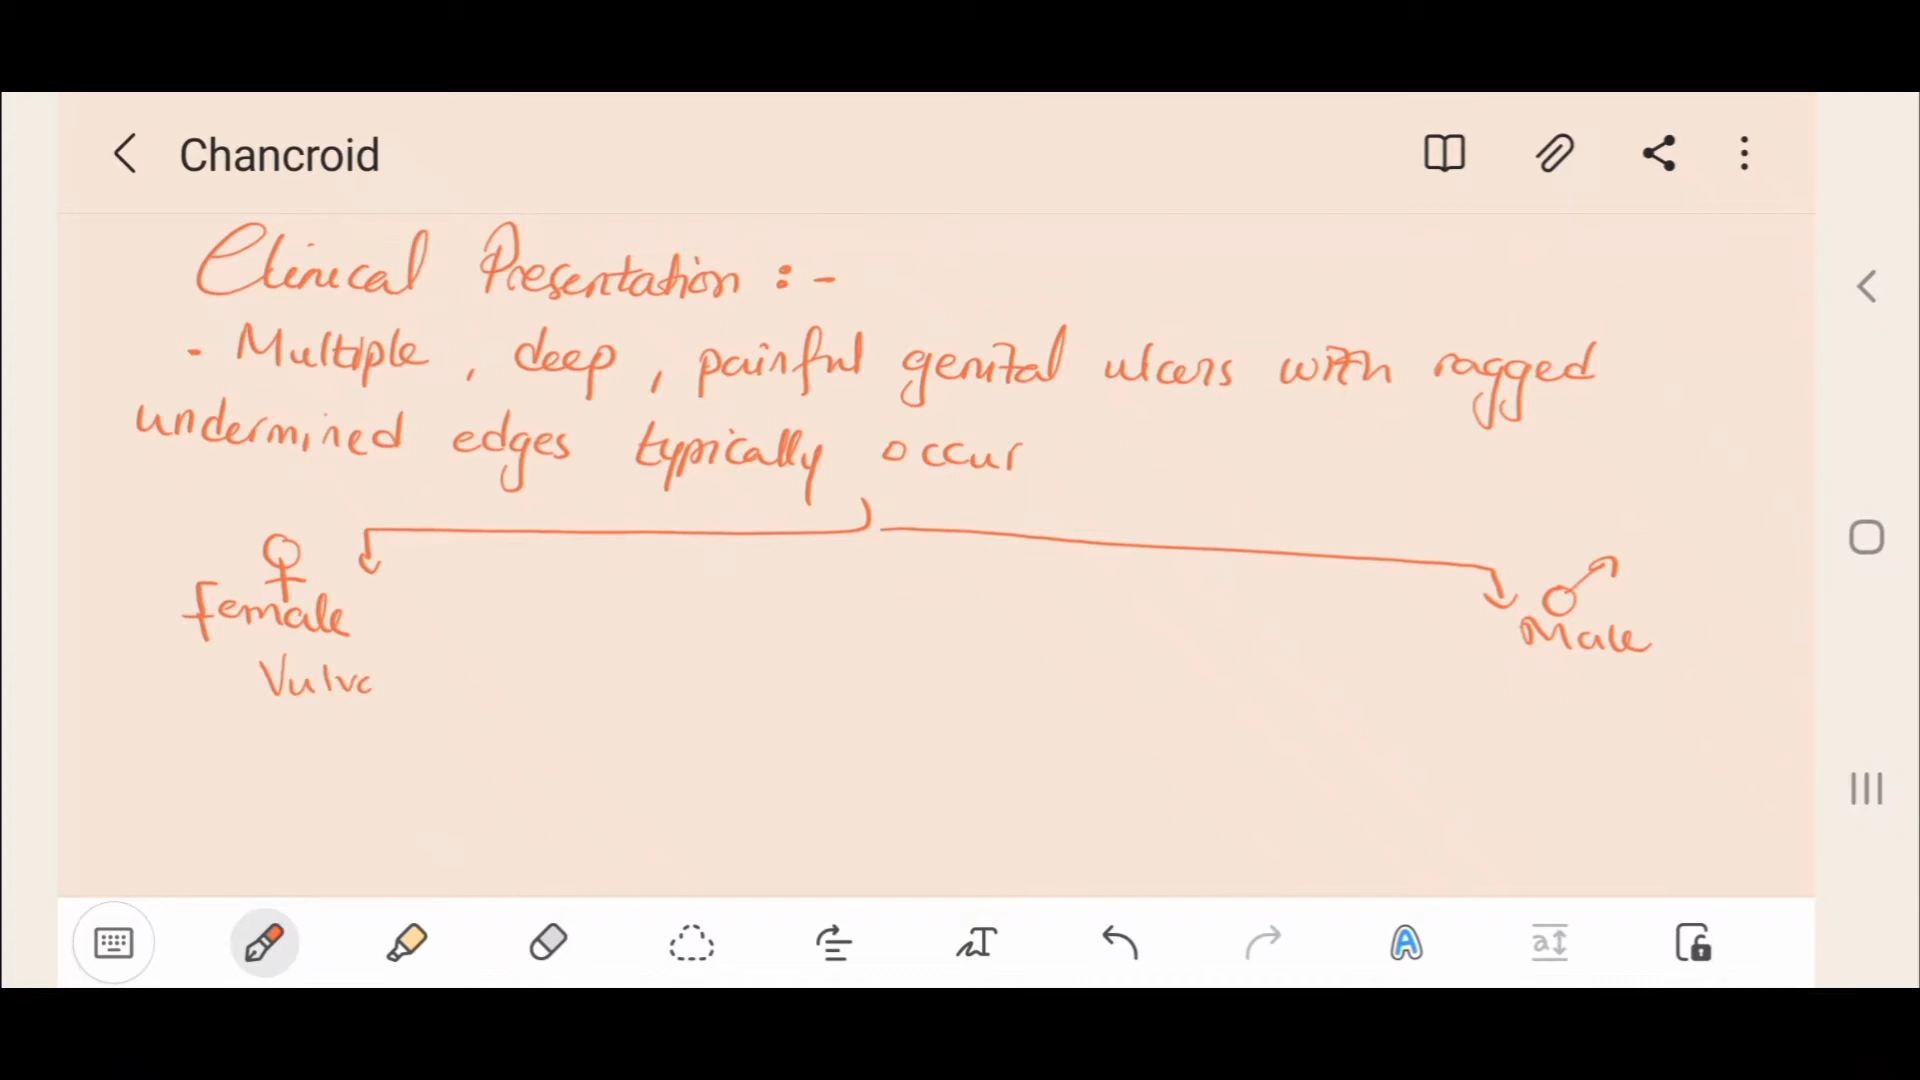 Chancroid
Clinical Presentation :-
- Multiple, deep, painful genital ulcers with ragged
undermined edges typically occur
female
Male
Vulva